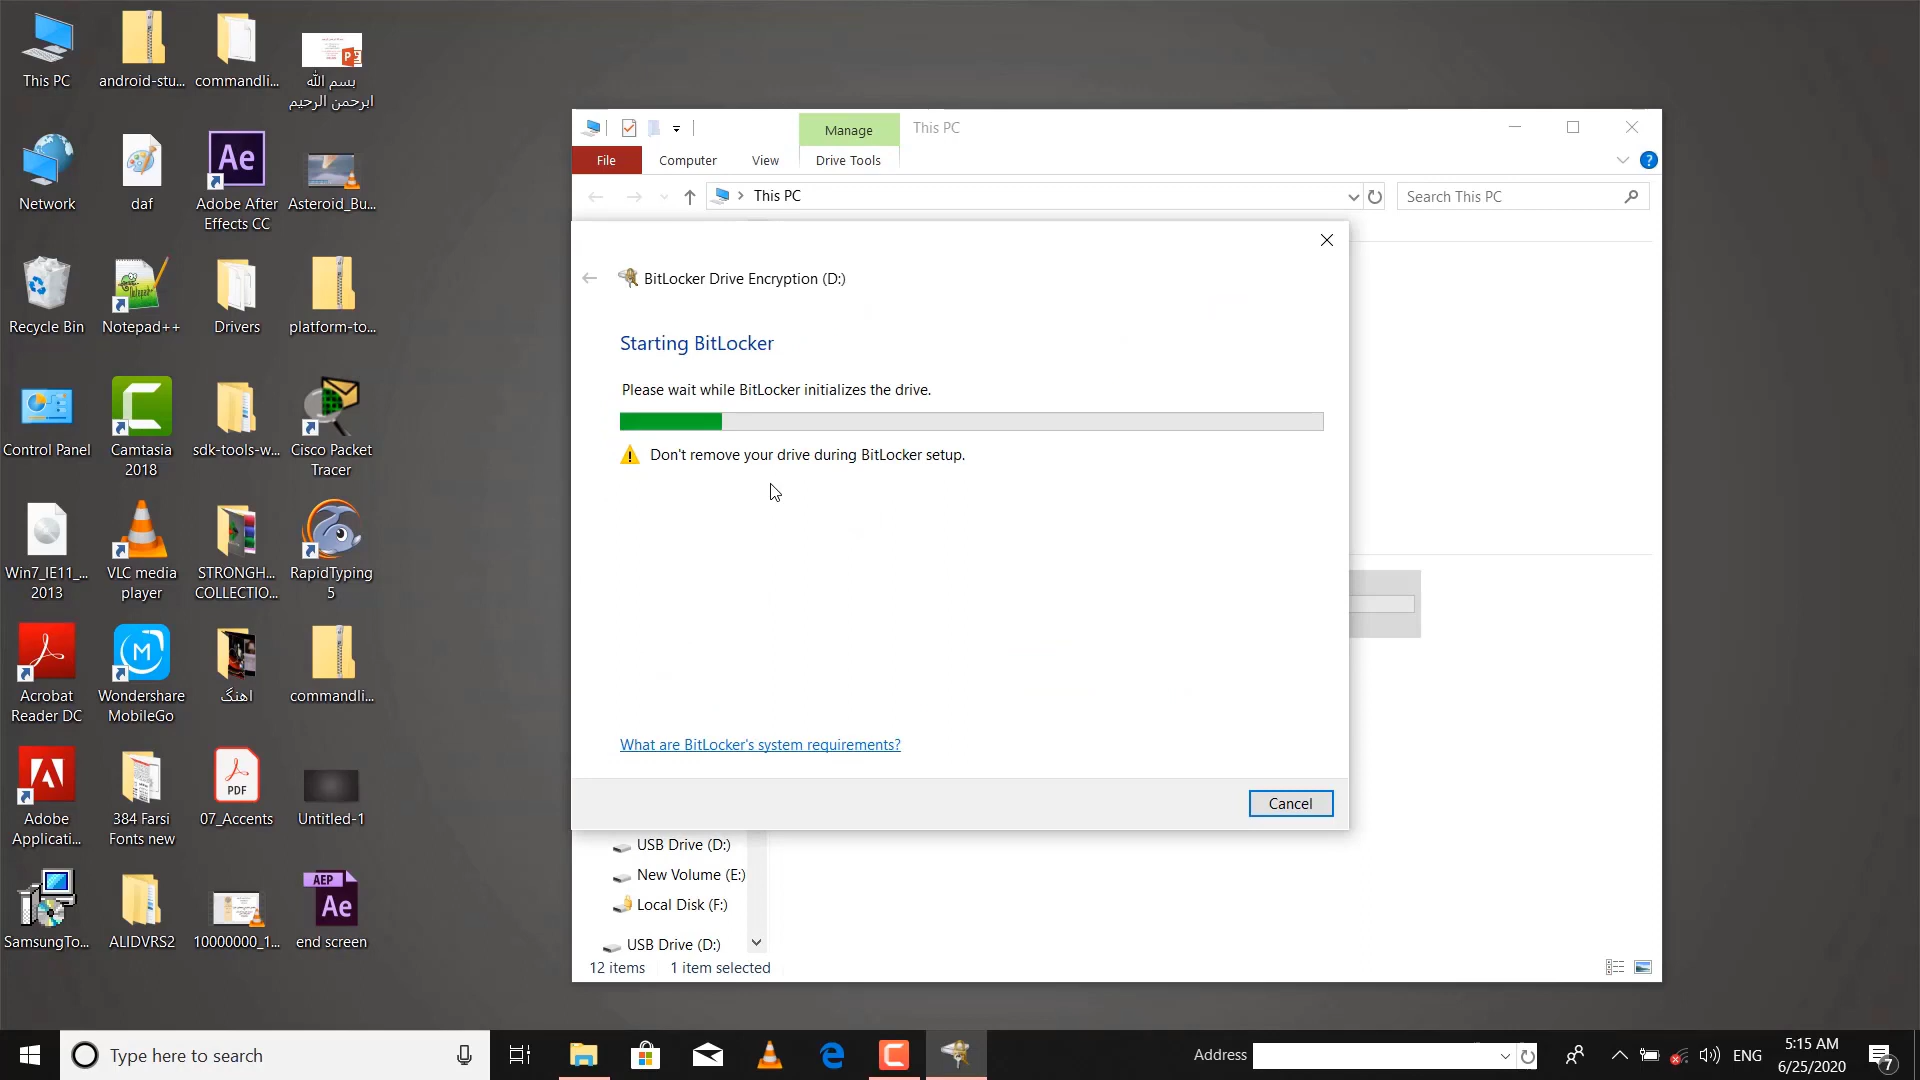 This PC
android-stu...
commandli...
بسم الله
ابرحمن الرحيم
Network
daf
Adobe After
Effects CC
Asteroid_Bu...
Recycle Bin
Notepad++
Drivers
platform-to...
Control Panel
Camtasia
2018
sdk-tools-w...
Cisco Packet
Tracer
Win7_IE11_...
2013
VLC media
player
STRONGH...
COLLECTIO...
RapidTyping
5
Acrobat
Reader DC
Wondershare
MobileGo
اهنگ
commandli...
Adobe
Applicati...
384 Farsi
Fonts new
PDF
07_Accents
Untitled-1
SamsungTo...
ALIDVRS2
10000000_1...
AEP
Ae
end screen
Manage
This PC
File
Computer
View
Drive Tools
This PC
Search This PC
BitLocker Drive Encryption (D:)
Starting BitLocker
Please wait while BitLocker initializes the drive.
Don't remove your drive during BitLocker setup.
What are BitLocker's system requirements?
Cancel
USB Drive (D:)
New Volume (E:)
Local Disk (F:)
USB Drive (D:)
12 items
1 item selected
Type here to search
Address
ENG
5:15 AM
6/25/2020
7